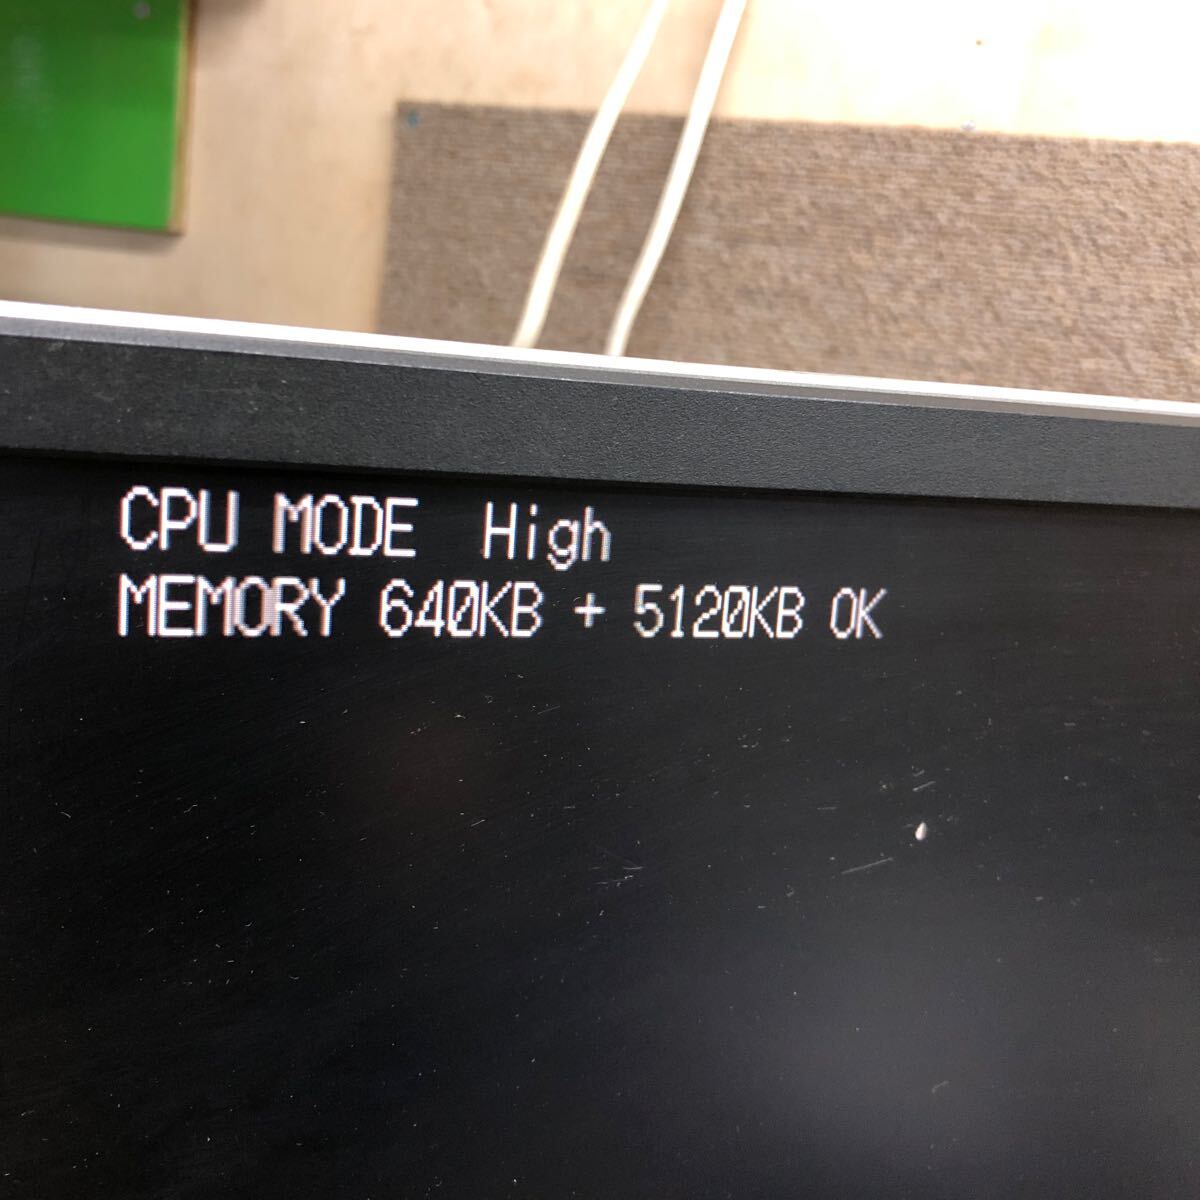 CPU MODE High
MEMORY 640KB + 5120KB OK